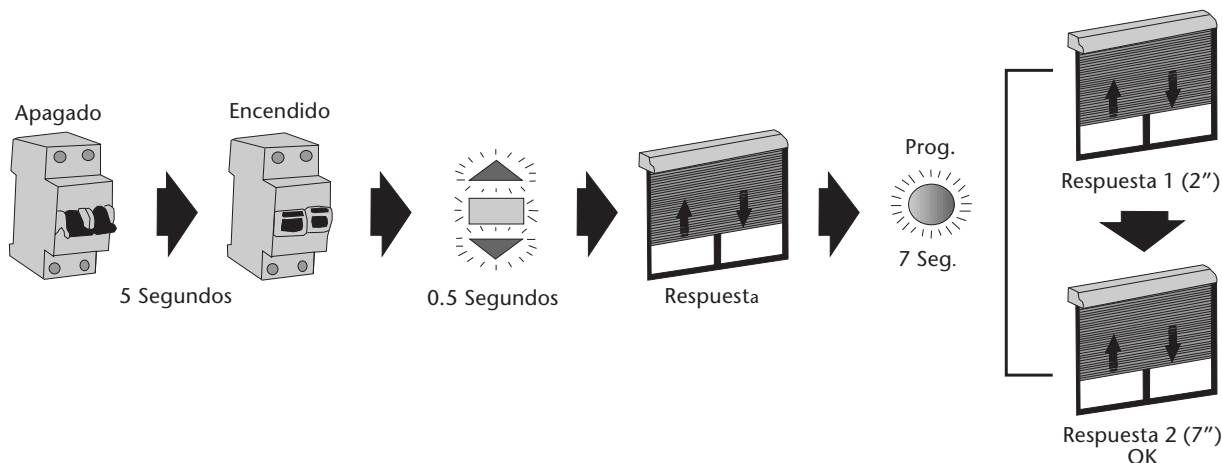 Apagado
Encendido
5 Segundos
0.5 Segundos
Respuesta
Prog.
7 Seg.
Respuesta 1 (2”)
Respuesta 2 (7”)
OK